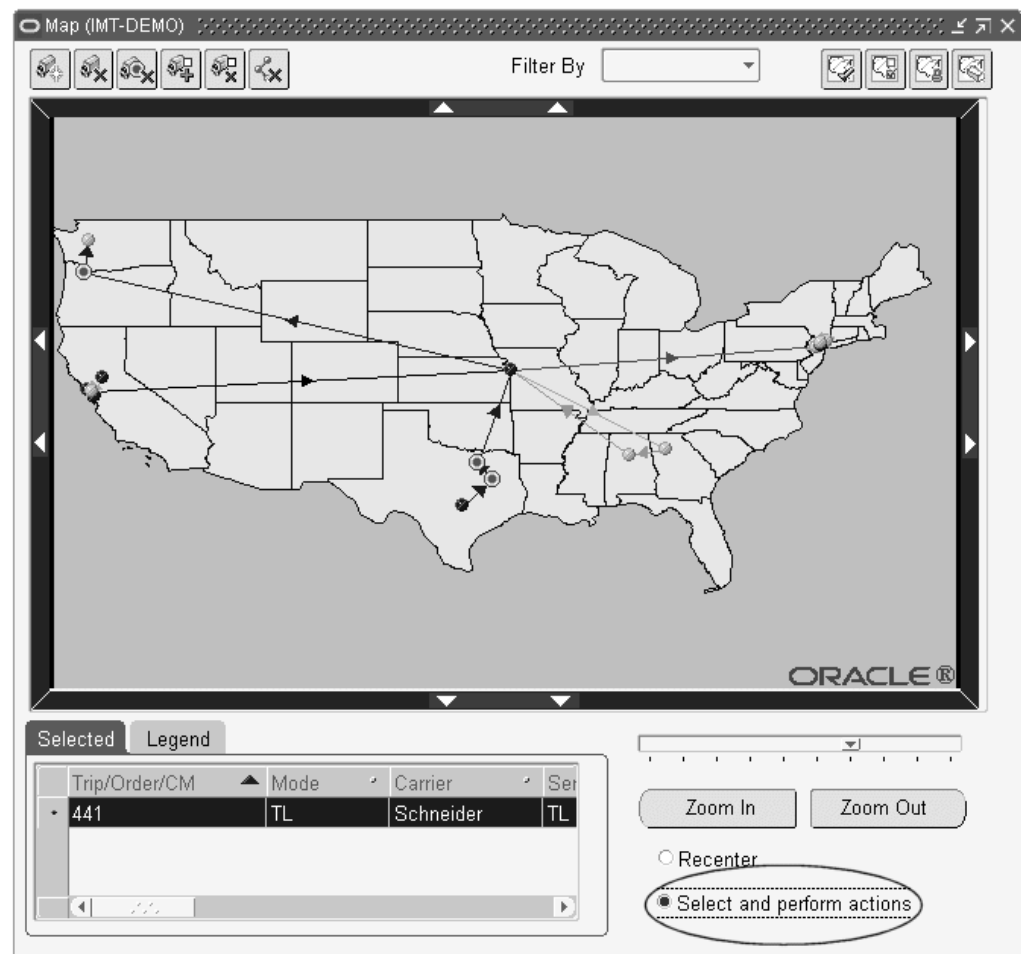 Map (IMT-DEMO)
Filter By
ORACLE®
Selected
Legend
Trip/Order/CM
Mode
Carrier
Ser
441
TL
Schneider
TL
Zoom In
Zoom Out
Recenter
Select and perform actions